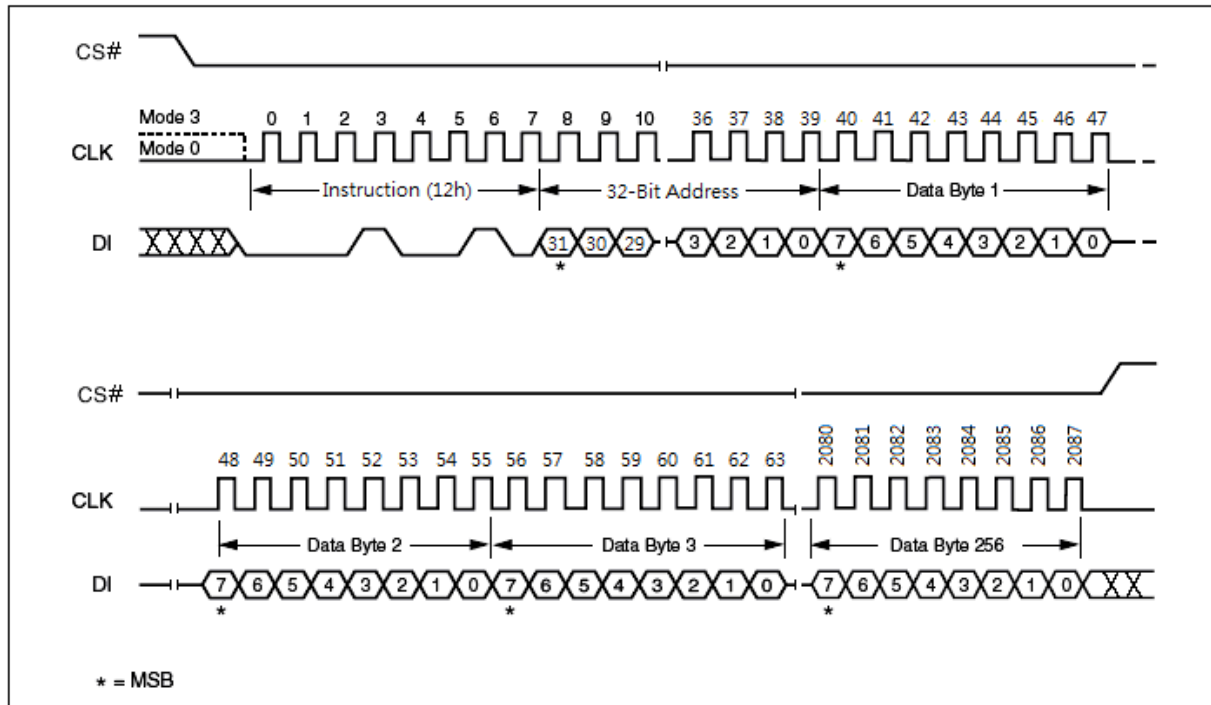 CS#
Mode 3 0 1 2 3 4 5 6 7 8 9 10 36 37 38 39 40 41 42 43 44 45 46 47
Mode 0
CLK
Instruction (12h) 32-Bit Address Data Byte 1
DI 31 30 29 3 2 1 0 7 6 5 4 3 2 1 0
* *
CS#
48 49 50 51 52 53 54 55 56 57 58 59 60 61 62 63 2080 2081 2082 2083 2084 2085 2086 2087
CLK
Data Byte 2 Data Byte 3 Data Byte 256
DI 7 6 5 4 3 2 1 0 7 6 5 4 3 2 1 0 7 6 5 4 3 2 1 0
* * *
* = MSB